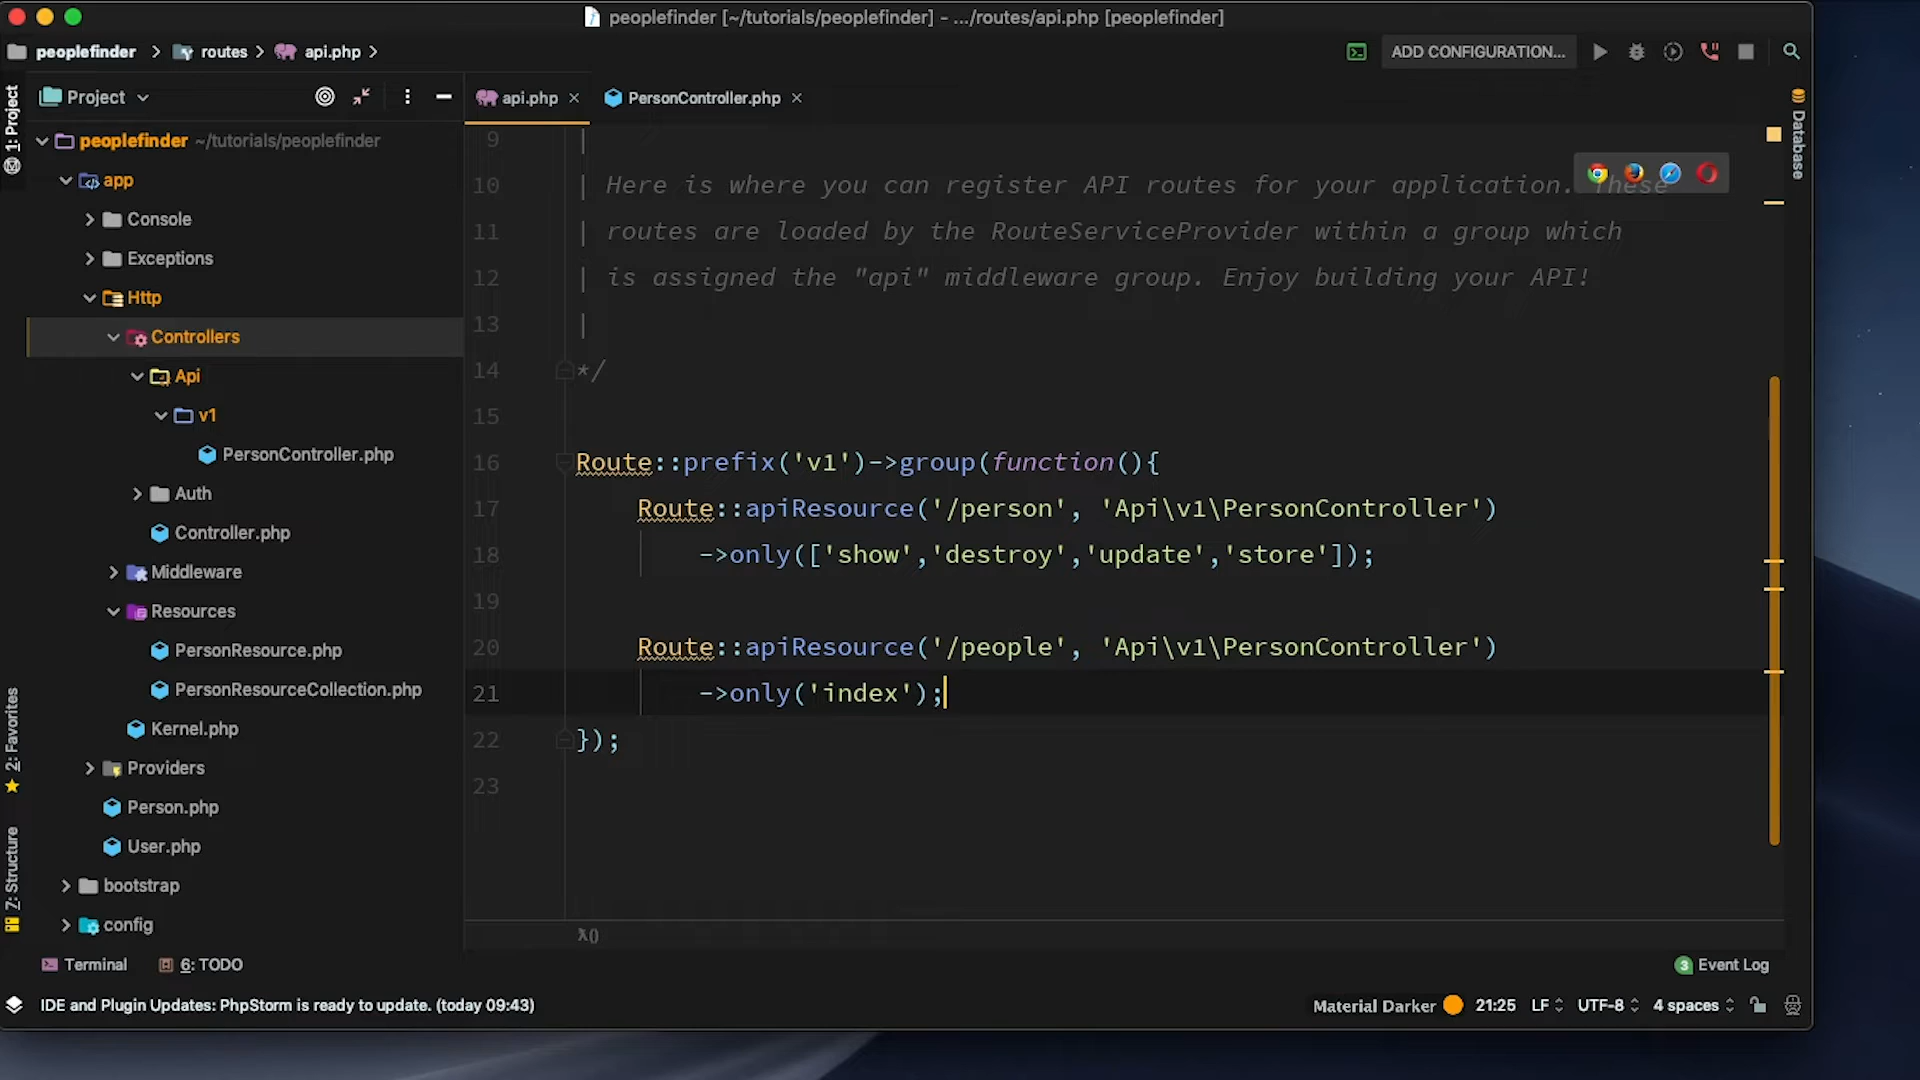 peoplefinder [~/tutorials/peoplefinder] - .../routes/api.php [peoplefinder]
peoplefinder routes api.php
ADD CONFIGURATION...
1: Project
2: Favorites
7: Structure
Project
peoplefinder ~/tutorials/peoplefinder
app
Console
Exceptions
Http
Controllers
Api
v1
PersonController.php
Auth
Controller.php
Middleware
Resources
PersonResource.php
PersonResourceCollection.php
Kernel.php
Providers
Person.php
User.php
bootstrap
config
api.php PersonController.php
9 |
10 | Here is where you can register API routes for your application. These
11 | routes are loaded by the RouteServiceProvider within a group which
12 | is assigned the "api" middleware group. Enjoy building your API!
13 |
14 */
15
16 Route::prefix('v1')->group(function(){
17 Route::apiResource('/person', 'Api\v1\PersonController')
18 ->only(['show','destroy','update','store']);
19
20 Route::apiResource('/people', 'Api\v1\PersonController')
21 ->only('index');
22 });
23
λ()
Database
Terminal 6: TODO
3 Event Log
IDE and Plugin Updates: PhpStorm is ready to update. (today 09:43)
Material Darker 21:25 LF UTF-8 4 spaces